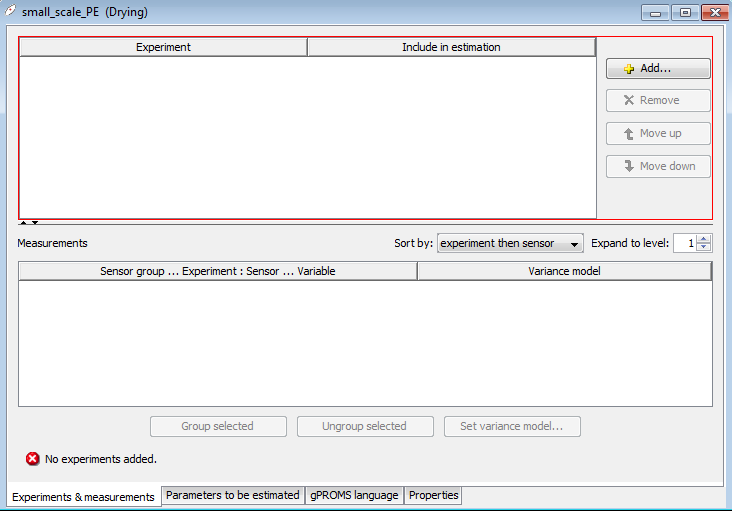 small_scale_PE (Drying)
Experiment Include in estimation
Add...
Remove
Move up
Move down
Measurements Sort by: experiment then sensor Expand to level: 1
Sensor group ... Experiment : Sensor ... Variable Variance model
Group selected Ungroup selected Set variance model...
No experiments added.
Experiments & measurements Parameters to be estimated gPROMS language Properties